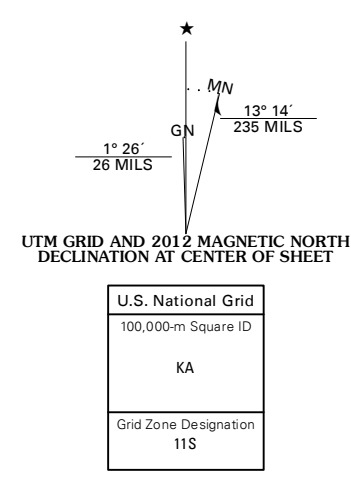 ★
MN
GN
13° 14´
235 MILS
1° 26´
26 MILS
UTM GRID AND 2012 MAGNETIC NORTH
DECLINATION AT CENTER OF SHEET
U.S. National Grid
100,000-m Square ID
KA
Grid Zone Designation
11S